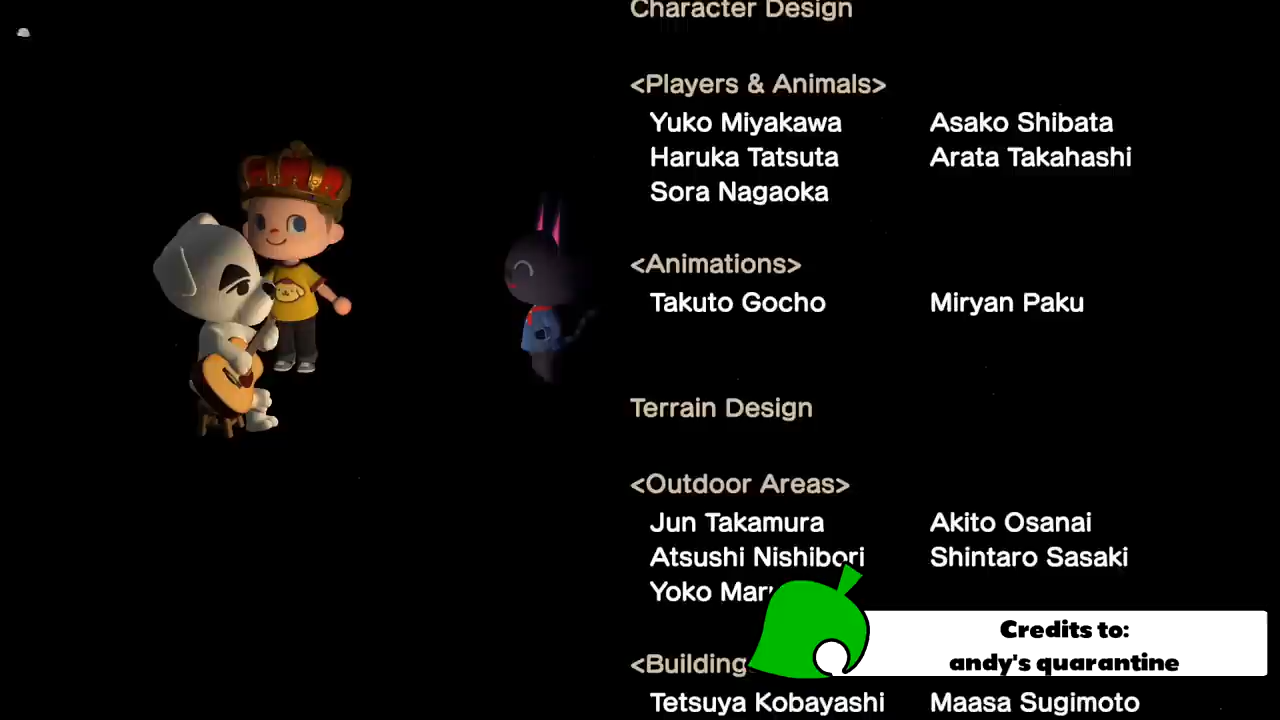 Character Design
<Players & Animals>
Yuko Miyakawa Asako Shibata
Haruka Tatsuta Arata Takahashi
Sora Nagaoka
<Animations>
Takuto Gocho Miryan Paku
Terrain Design
<Outdoor Areas>
Jun Takamura Akito Osanai
Atsushi Nishibori Shintaro Sasaki
Yoko
<Building
Tetsuya Kobayashi Maasa Sugimoto
Credits to:
andy's quarantine